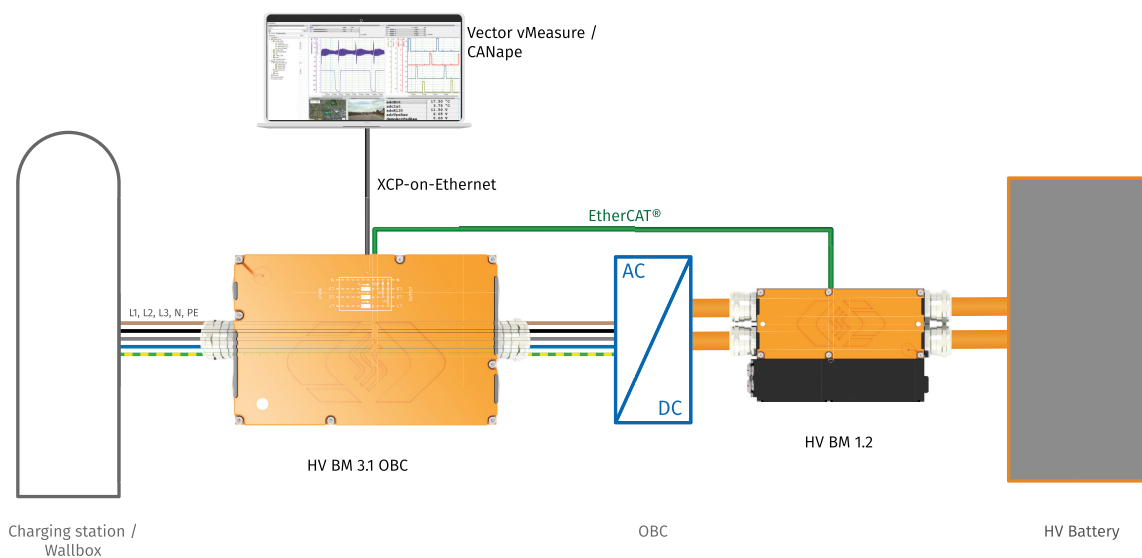 Vector vMeasure /
CANape
XCP-on-Ethernet
EtherCAT®
L1, L2, L3, N, PE
AC
DC
HV BM 3.1 OBC
HV BM 1.2
Charging station /
Wallbox
OBC
HV Battery